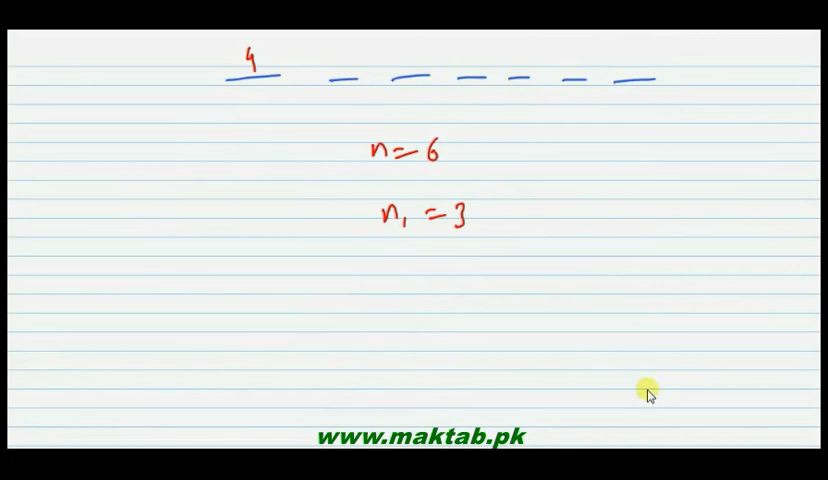 4
n = 6
n₁ = 3
www.maktab.pk